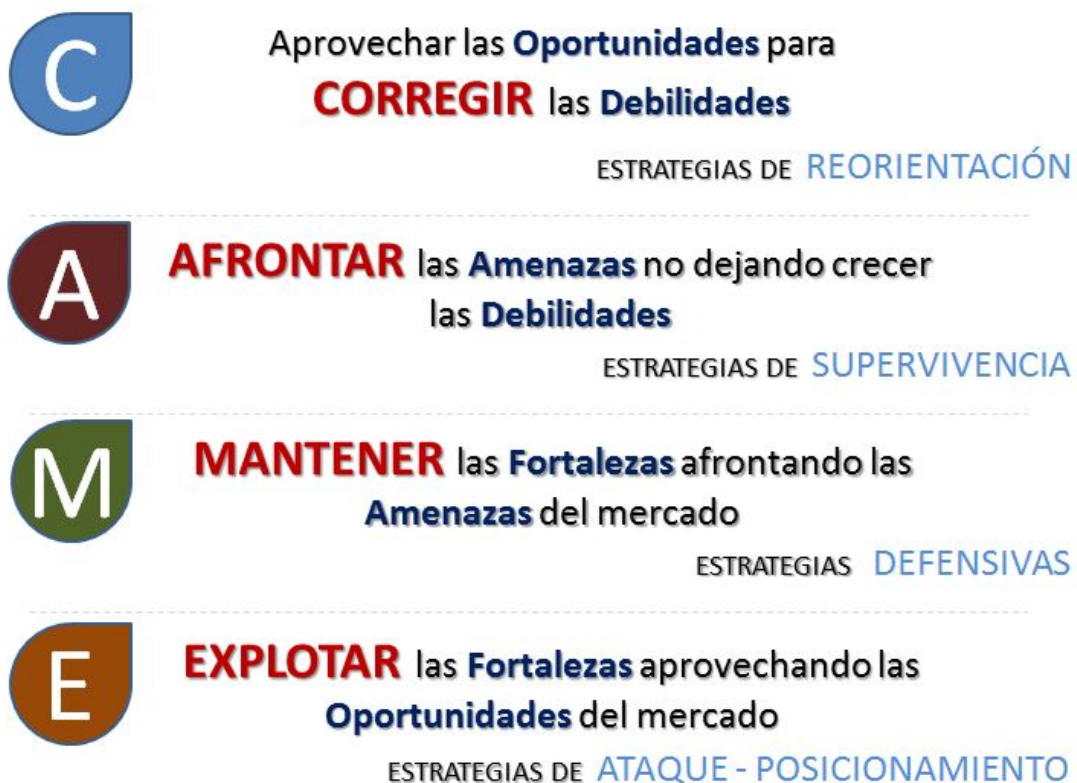 C
Aprovechar las Oportunidades para
CORREGIR las Debilidades
ESTRATEGIAS DE REORIENTACIÓN
A
AFRONTAR las Amenazas no dejando crecer
las Debilidades
ESTRATEGIAS DE SUPERVIVENCIA
M
MANTENER las Fortalezas afrontando las
Amenazas del mercado
ESTRATEGIAS DEFENSIVAS
E
EXPLOTAR las Fortalezas aprovechando las
Oportunidades del mercado
ESTRATEGIAS DE ATAQUE - POSICIONAMIENTO